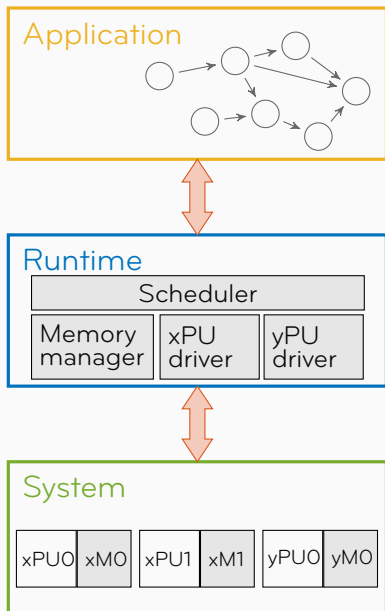 Application
Runtime
Scheduler
Memory
manager
xPU
driver
yPU
driver
System
xPU0 xM0 xPU1 xM1 yPU0 yM0